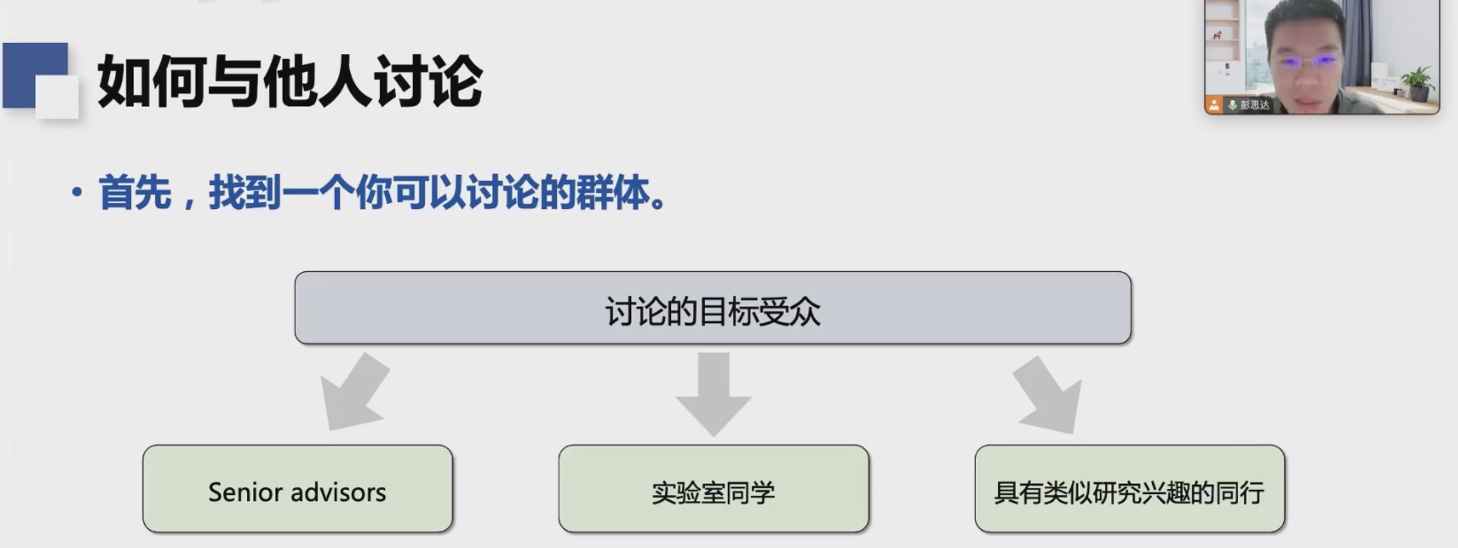 如何与他人讨论
彭思达
• 首先，找到一个你可以讨论的群体。
讨论的目标受众
Senior advisors
实验室同学
具有类似研究兴趣的同行